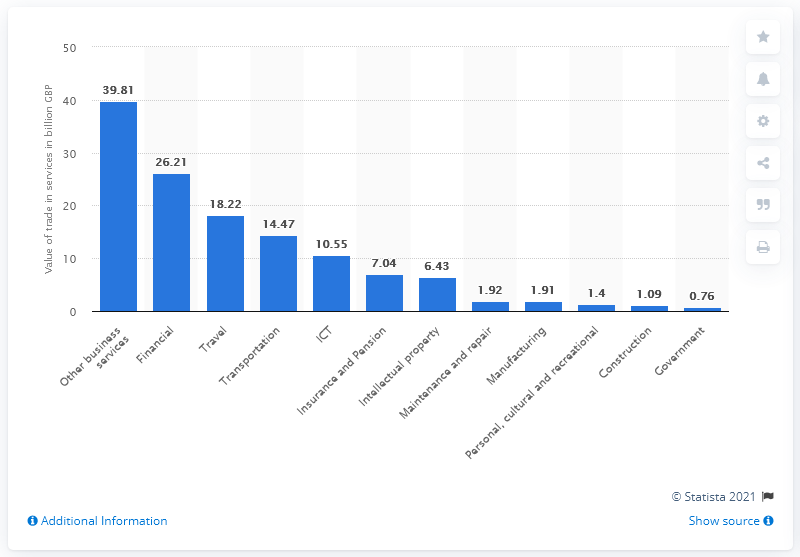 50
40
30
20
10
0
Value of trade in services in billion GBP
39.81
26.21
18.22
14.47
10.55
7.04
6.43
1.92
1.91
1.4
1.09
0.76
Other business
services
Financial
Travel
Transportation
ICT
Insurance and Pension
Intellectual property
Maintenance and repair
Manufacturing
Personal, cultural and recreational
Construction
Government
© Statista 2021
Additional Information
Show source